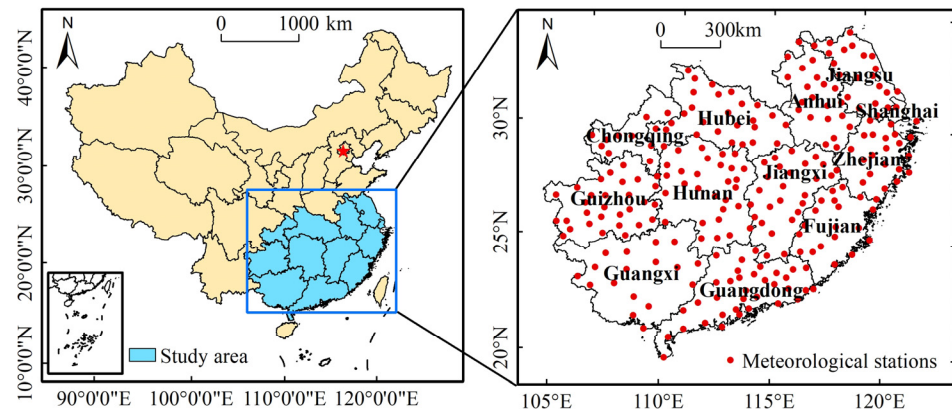 N
0 1000 km
40°0'0"N
30°0'0"N
20°0'0"N
10°0'0"N
Study area
90°0'0"E 100°0'0"E 110°0'0"E 120°0'0"E
N
0 300km
30°N
25°N
20°N
Jiangsu
Anhui
Shanghai
Hubei
Chongqing
Zhejiang
Jiangxi
Hunan
Guizhou
Fujian
Guangxi
Guangdong
Meteorological stations
105°E 110°E 115°E 120°E